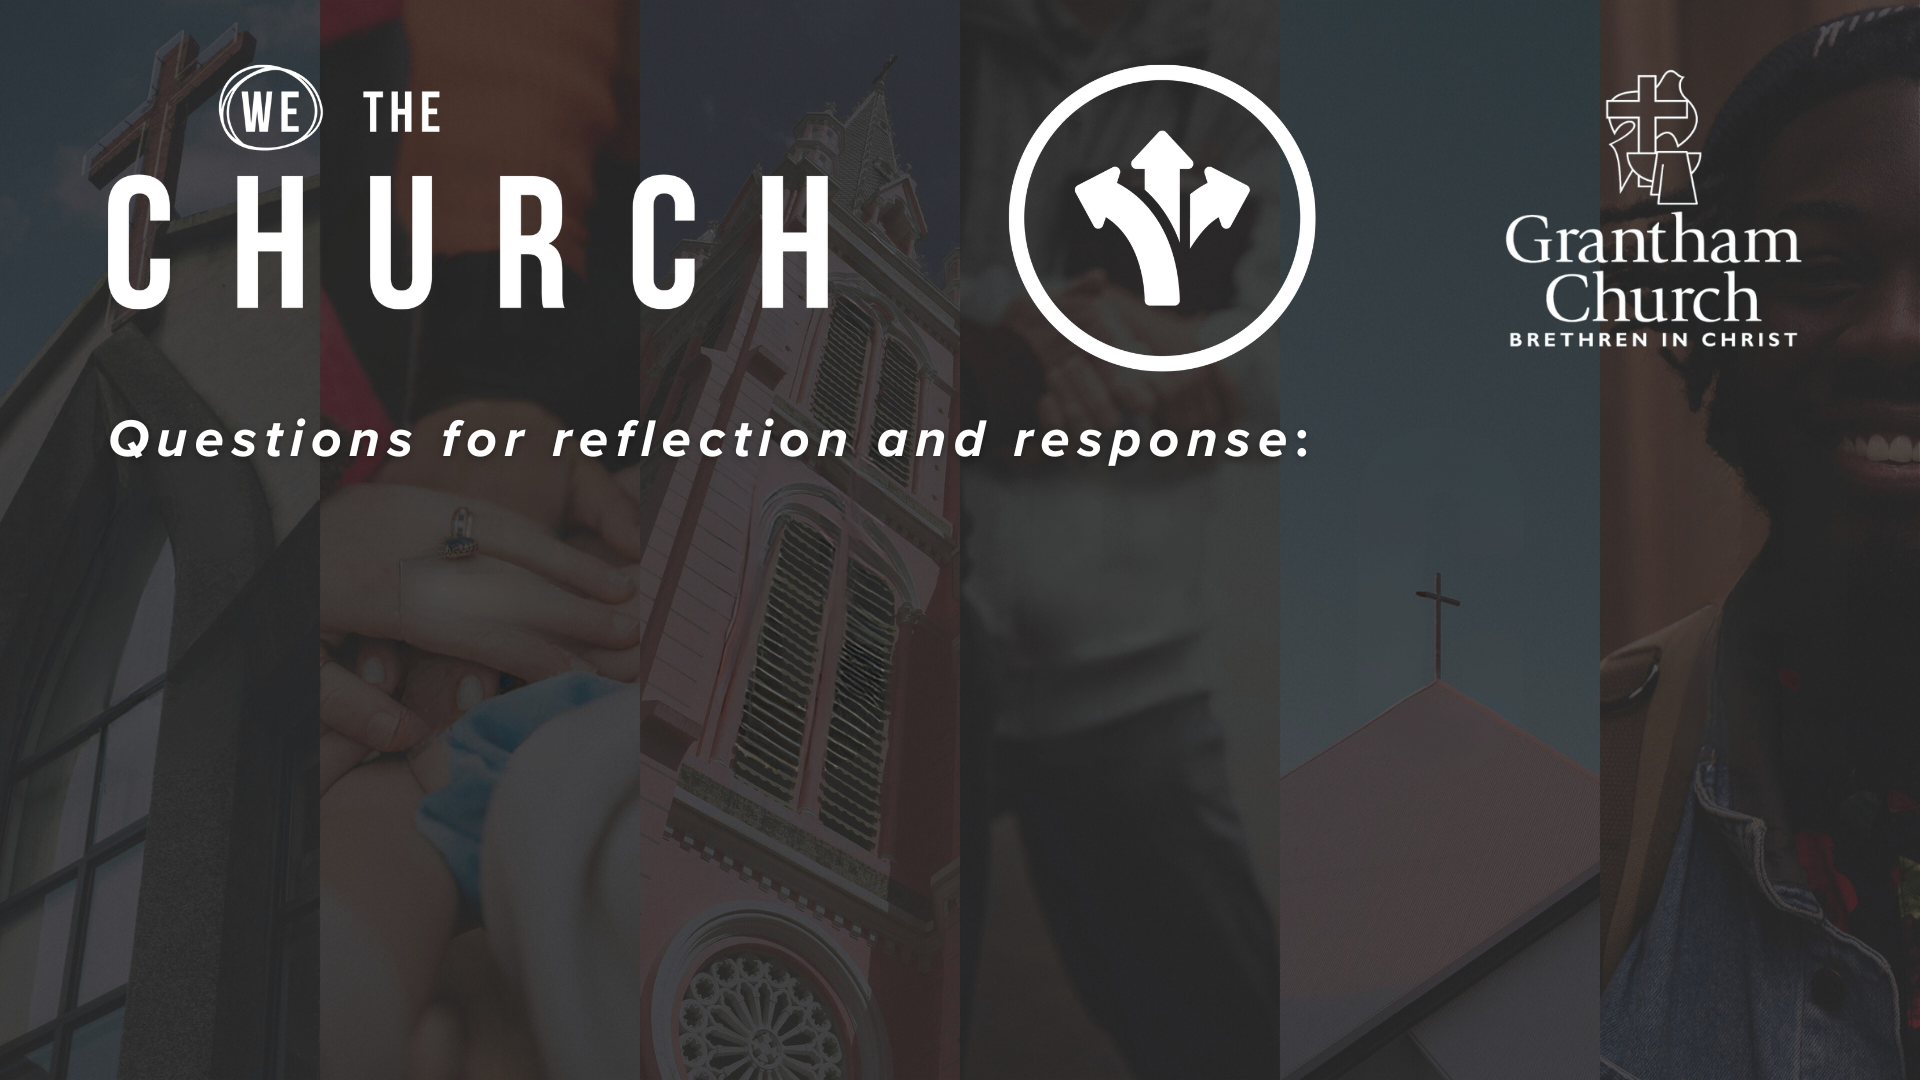 WE THE
CHURCH
Grantham
Church
BRETHREN IN CHRIST
Questions for reflection and response: